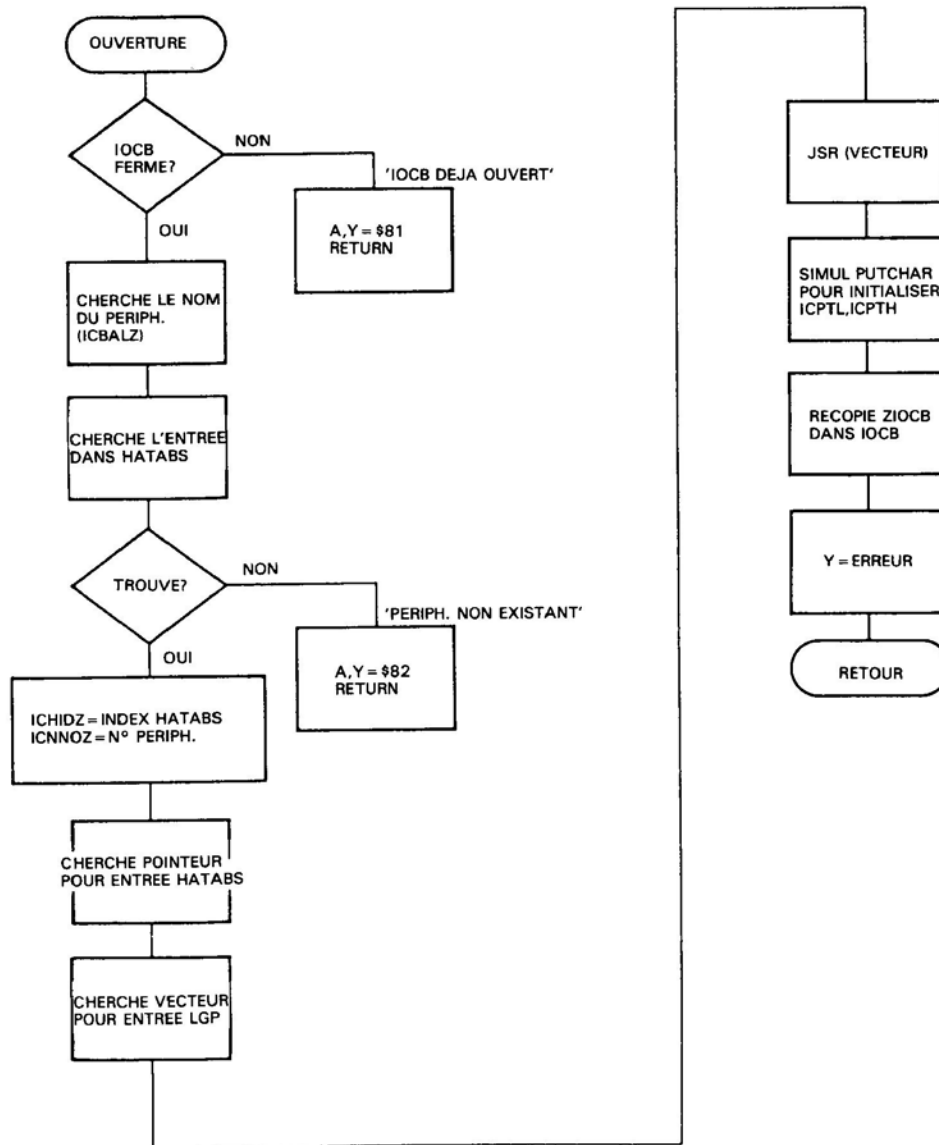 OUVERTURE
IOCB
FERME?
NON
'IOCB DEJA OUVERT'
A,Y = $81
RETURN
OUI
CHERCHE LE NOM
DU PERIPH.
(ICBALZ)
CHERCHE L'ENTREE
DANS HATABS
TROUVE?
NON
'PERIPH. NON EXISTANT'
A,Y = $82
RETURN
OUI
ICHIDZ = INDEX HATABS
ICNNOZ = N° PERIPH.
CHERCHE POINTEUR
POUR ENTREE HATABS
CHERCHE VECTEUR
POUR ENTREE LGP
JSR (VECTEUR)
SIMUL PUTCHAR
POUR INITIALISER
ICPTL,ICPTH
RECOPIE ZIOCB
DANS IOCB
Y = ERREUR
RETOUR